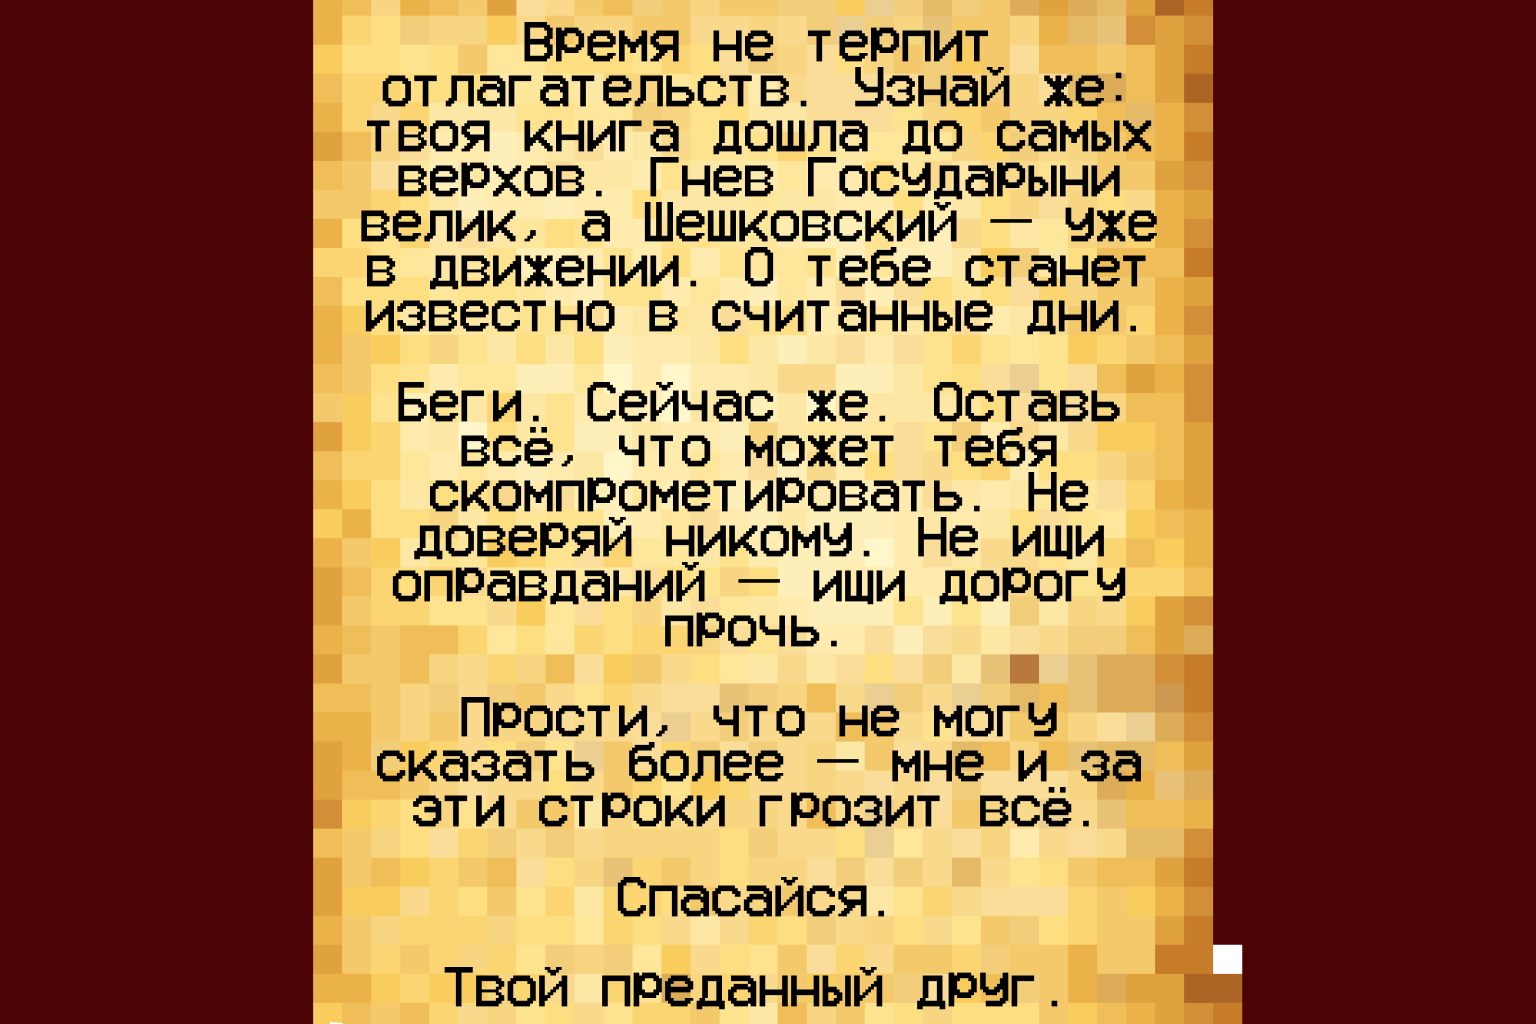 Время не терпит
отлагательств. Узнай же:
твоя книга дошла до самых
верхов. Гнев Государыни
велик, а Шешковский — уже
в движении. О тебе станет
известно в считанные дни.
Беги. Сейчас же. Оставь
всё, что может тебя
скомпрометировать. Не
доверяй никому. Не ищи
оправданий — ищи дорогу
прочь.
Прости, что не могу
сказать более — мне и за
эти строки грозит всё.
Спасайся.
Твой преданный друг.